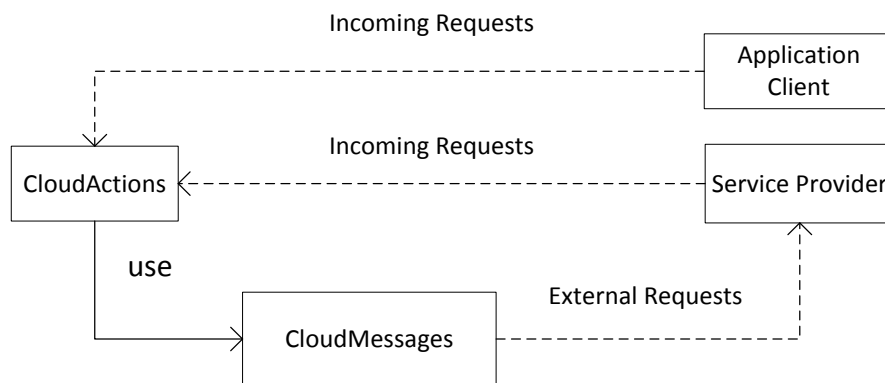 Incoming Requests
Application
Client
Incoming Requests
CloudActions
Service Provider
use
External Requests
CloudMessages